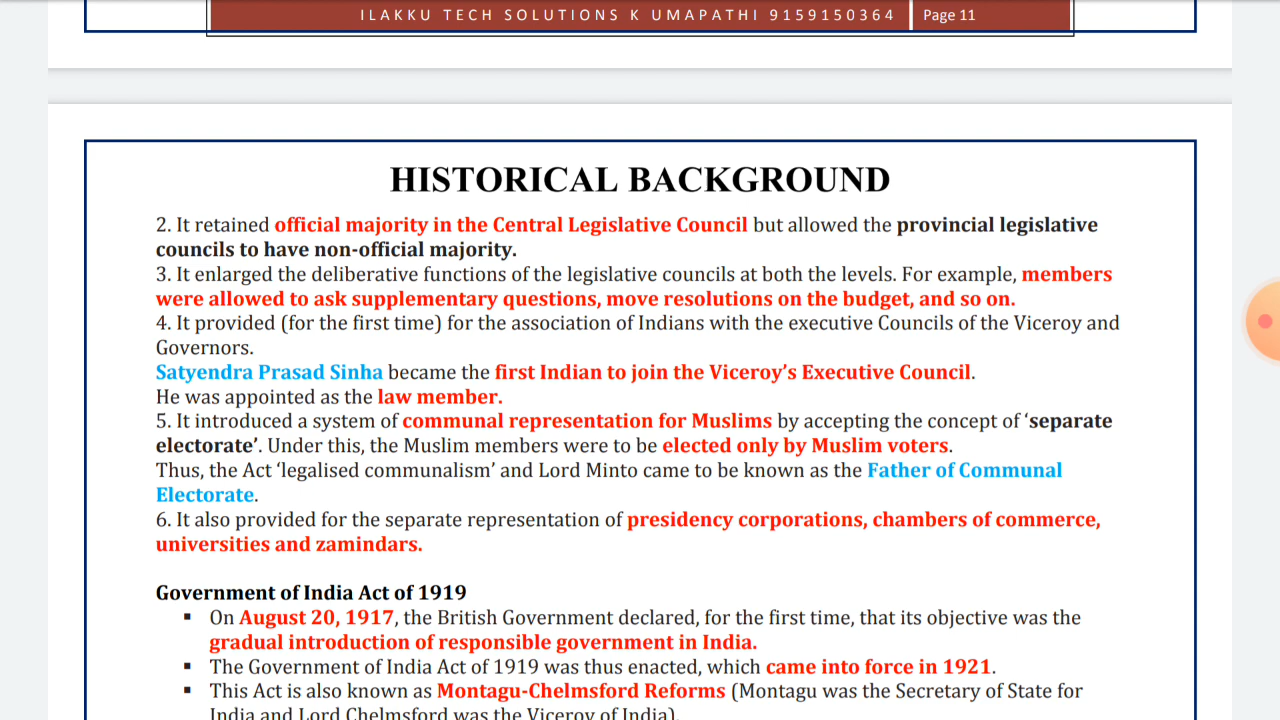 ILAKKU TECH SOLUTIONS K UMAPATHI 9159150364 Page 11
HISTORICAL BACKGROUND
2. It retained official majority in the Central Legislative Council but allowed the provincial legislative
councils to have non-official majority.
3. It enlarged the deliberative functions of the legislative councils at both the levels. For example, members
were allowed to ask supplementary questions, move resolutions on the budget, and so on.
4. It provided (for the first time) for the association of Indians with the executive Councils of the Viceroy and
Governors.
Satyendra Prasad Sinha became the first Indian to join the Viceroy’s Executive Council.
He was appointed as the law member.
5. It introduced a system of communal representation for Muslims by accepting the concept of ‘separate
electorate’. Under this, the Muslim members were to be elected only by Muslim voters.
Thus, the Act ‘legalised communalism’ and Lord Minto came to be known as the Father of Communal
Electorate.
6. It also provided for the separate representation of presidency corporations, chambers of commerce,
universities and zamindars.
Government of India Act of 1919
▪ On August 20, 1917, the British Government declared, for the first time, that its objective was the
gradual introduction of responsible government in India.
▪ The Government of India Act of 1919 was thus enacted, which came into force in 1921.
▪ This Act is also known as Montagu-Chelmsford Reforms (Montagu was the Secretary of State for
India and Lord Chelmsford was the Viceroy of India).